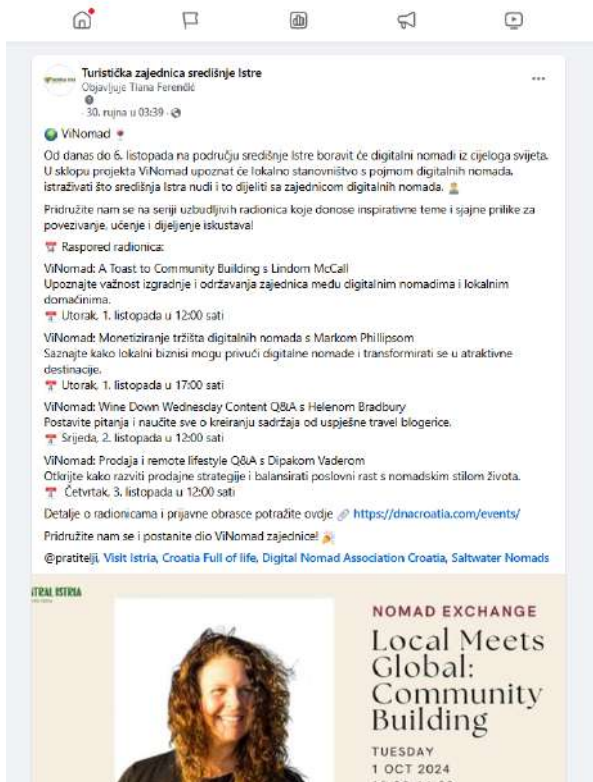 Turistička zajednica središnje Istre
Objavljuje Tiana Ferenčić
30. rujna u 03:39 ·
ViNomad
Od danas do 6. listopada na području središnje Istre boravit će digitalni nomadi iz cijeloga svijeta.
U sklopu projekta ViNomad upoznat će lokalno stanovništvo s pojmom digitalnih nomada,
istraživati što središnja Istra nudi i to dijeliti sa zajednicom digitalnih nomada.
Pridružite nam se na seriji uzbudljivih radionica koje donose inspirativne teme i sjajne prilike za
povezivanje, učenje i dijeljenje iskustava!
Raspored radionica:
ViNomad: A Toast to Community Building s Lindom McCall
Upoznajte važnost izgradnje i održavanja zajednica među digitalnim nomadima i lokalnim
domaćinima.
Utorak, 1. listopada u 12:00 sati
ViNomad: Monetiziranje tržišta digitalnih nomada s Markom Phillipsom
Saznajte kako lokalni biznisi mogu privući digitalne nomade i transformirati se u atraktivne
destinacije.
Utorak, 1. listopada u 17:00 sati
ViNomad: Wine Down Wednesday Content Q&A s Helenom Bradbury
Postavite pitanja i naučite sve o kreiranju sadržaja od uspješne travel blogerice.
Srijeda, 2. listopada u 12:00 sati
ViNomad: Prodaja i remote lifestyle Q&A s Dipakom Vaderom
Otkrijte kako razviti prodajne strategije i balansirati poslovni rast s nomadskim stilom života.
Četvrtak, 3. listopada u 12:00 sati
Detalje o radionicama i prijavne obrasce potražite ovdje https://dnacroatia.com/events/
Pridružite nam se i postanite dio ViNomad zajednice!
@pratitelji, Visit Istria, Croatia Full of life, Digital Nomad Association Croatia, Saltwater Nomads
NTRAL ISTRIA
NOMAD EXCHANGE
Local Meets
Global:
Community
Building
TUESDAY
1 OCT 2024